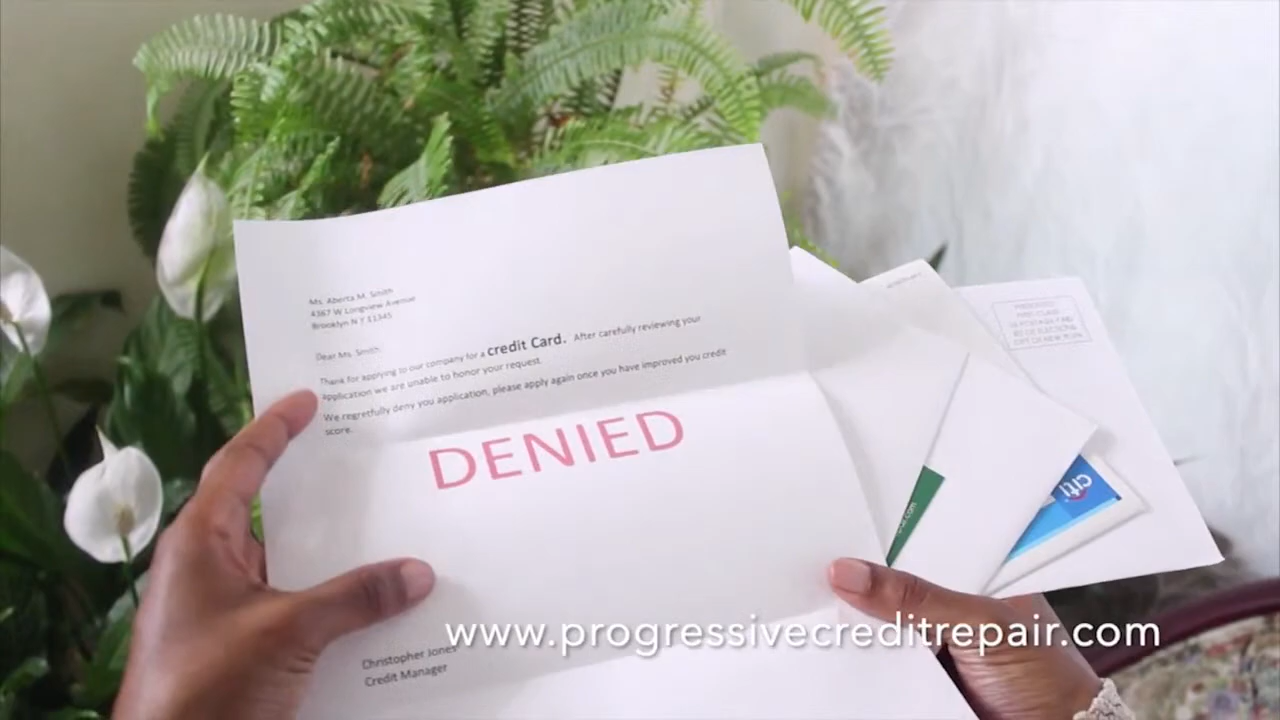 Ms. Aberta M. Smith
4367 W Longview Avenue
Brooklyn N Y 11345
Dear Ms. Smith:
Thank for applying to our company for a credit Card. After carefully reviewing your
application we are unable to honor your request.
We regretfully deny you application, please apply again once you have improved you credit
score.
DENIED
Christopher Jones
Credit Manager
citi
www.progressivecreditrepair.com